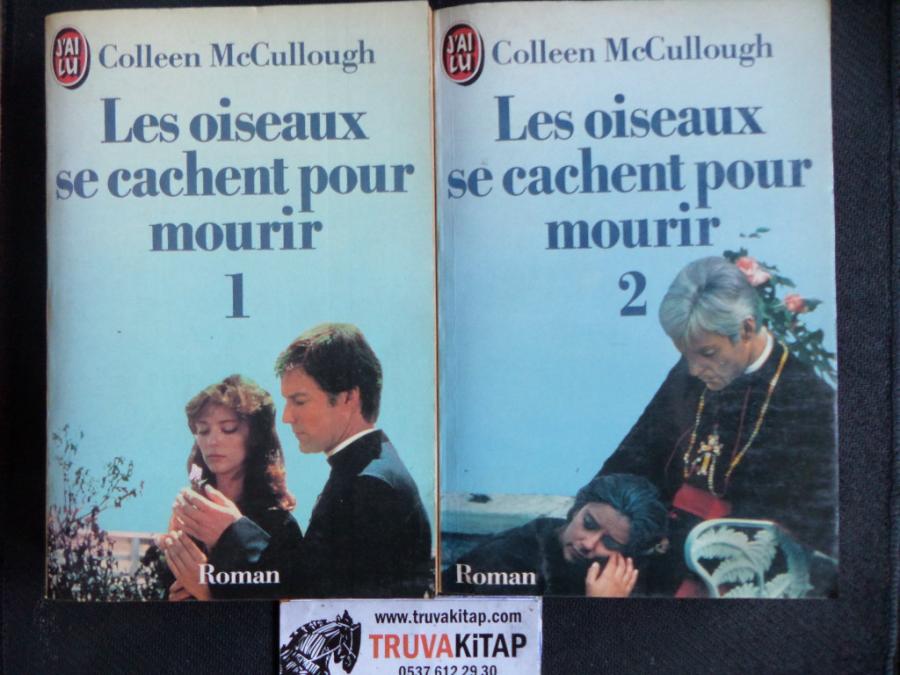 J'AI
LU
Colleen McCullough
Les oiseaux
se cachent pour
mourir
1
Roman
J'AI
LU
Colleen McCullough
Les oiseaux
se cachent pour
mourir
2
Roman
www.truvakitap.com
TRUVAKiTAP
0537 612 29 30